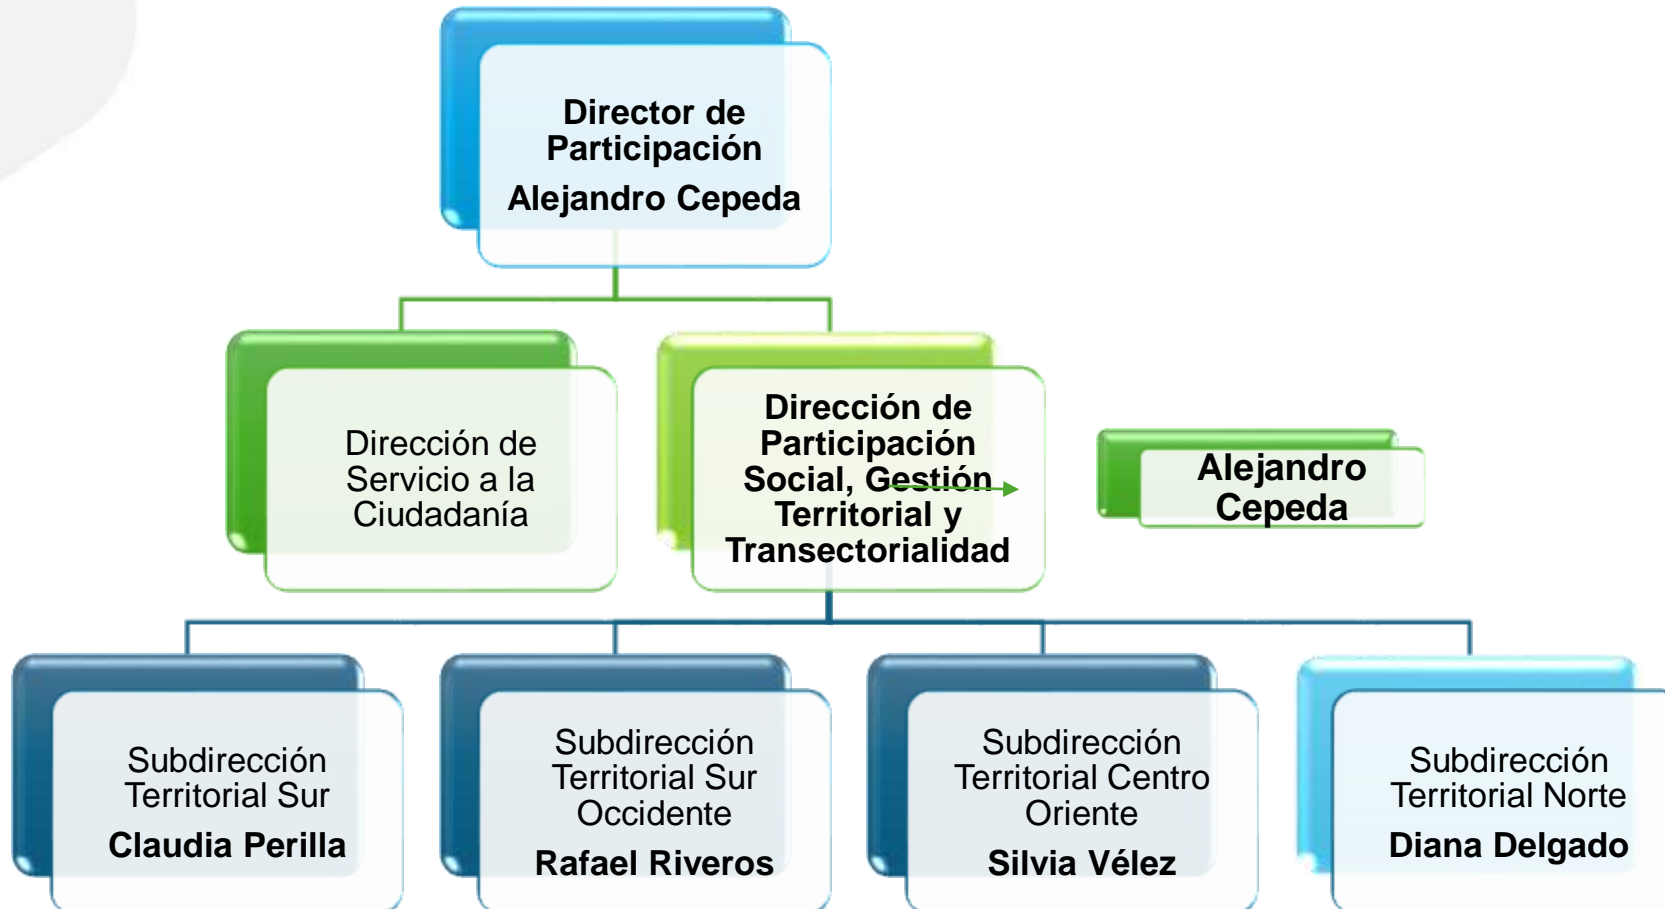 Director de
Participación
Alejandro Cepeda
Dirección de
Servicio a la
Ciudadanía
Dirección de
Participación
Social, Gestión
Territorial y
Transectorialidad
Alejandro
Cepeda
Subdirección
Territorial Sur
Claudia Perilla
Subdirección
Territorial Sur
Occidente
Rafael Riveros
Subdirección
Territorial Centro
Oriente
Silvia Vélez
Subdirección
Territorial Norte
Diana Delgado